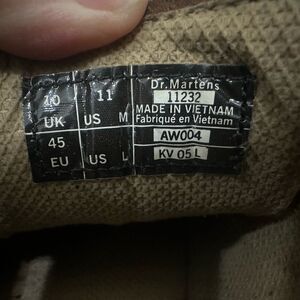 10 UK
11 US M
45 EU
US L
Dr.Martens
11232
MADE IN VIETNAM
Fabriqué en Vietnam
AW004
KV 05 L